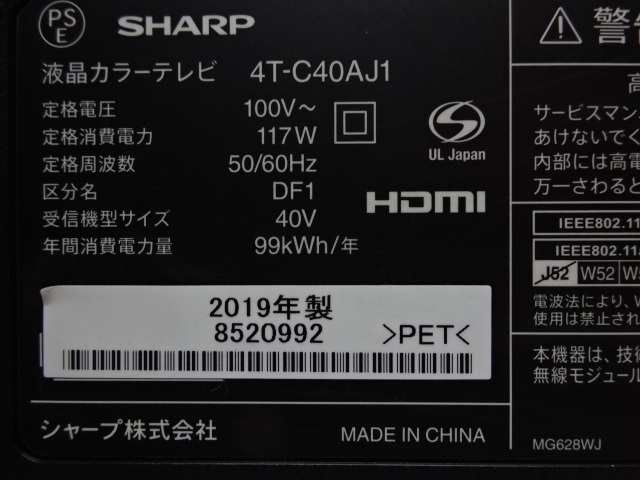 PS
E
SHARP
液晶カラーテレビ 4T-C40AJ1
定格電圧 100V～
定格消費電力 117W
定格周波数 50/60Hz
区分名 DF1
受信機型サイズ 40V
年間消費電力量 99kWh/年
UL Japan
HDMI
2019年製
8520992 >PET<
シャープ株式会社 MADE IN CHINA
警
高
サービスマン
あけないでく
内部には高電
万一さわると
IEEE802.11
IEEE802.11
J52 W52
電波法により、
使用は禁止され
本機器は、技
無線モジュール
MG628WJ